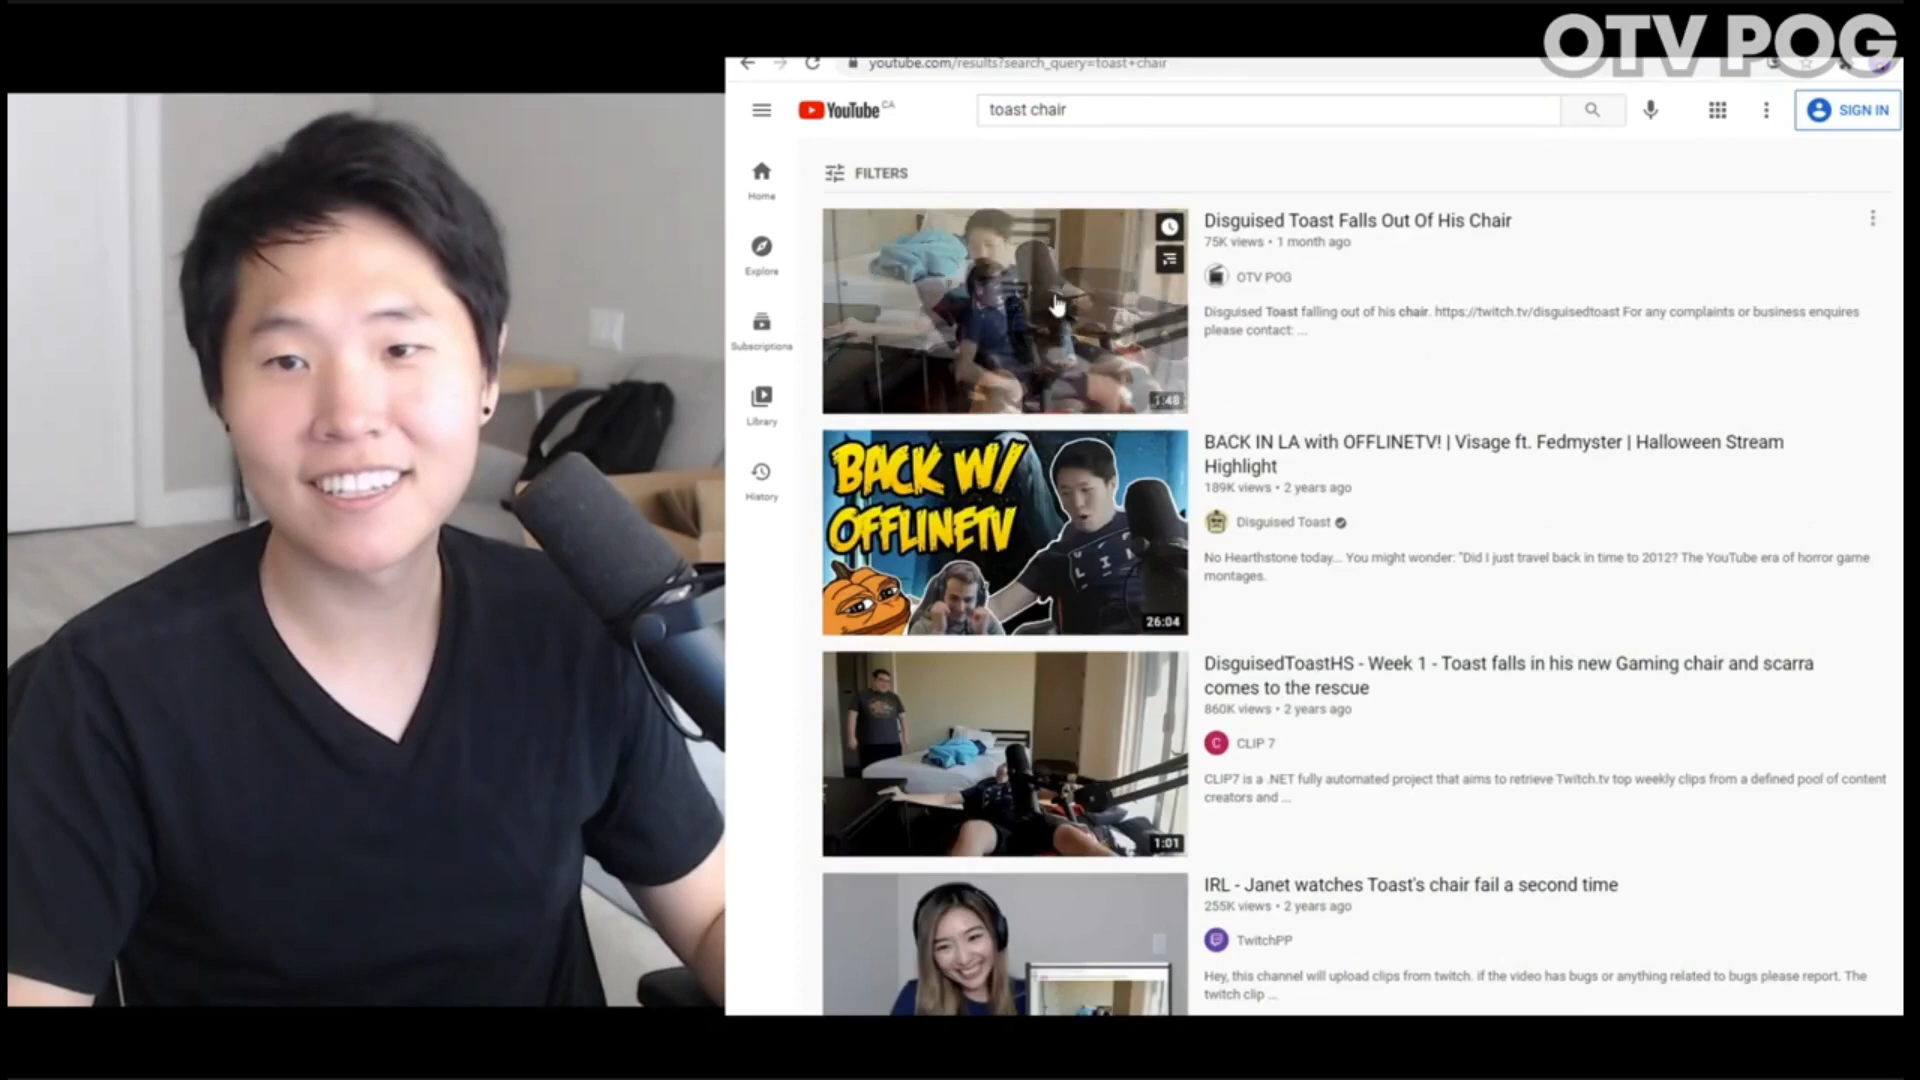 OTV POG
youtube.com/results?search_query=toast+chair
YouTube CA
toast chair
SIGN IN
Home
Explore
Subscriptions
Library
History
FILTERS
1:48
Disguised Toast Falls Out Of His Chair
75K views • 1 month ago
OTV POG
Disguised Toast falling out of his chair. https://twitch.tv/disguisedtoast For any complaints or business enquires
please contact: ...
BACK W/
OFFLINETV
26:04
BACK IN LA with OFFLINETV! | Visage ft. Fedmyster | Halloween Stream
Highlight
189K views • 2 years ago
Disguised Toast
No Hearthstone today... You might wonder: "Did I just travel back in time to 2012? The YouTube era of horror game
montages.
1:01
DisguisedToastHS - Week 1 - Toast falls in his new Gaming chair and scarra
comes to the rescue
860K views • 2 years ago
C CLIP 7
CLIP7 is a .NET fully automated project that aims to retrieve Twitch.tv top weekly clips from a defined pool of content
creators and ...
IRL - Janet watches Toast's chair fail a second time
255K views • 2 years ago
TwitchPP
Hey, this channel will upload clips from twitch. if the video has bugs or anything related to bugs please report. The
twitch clip ...